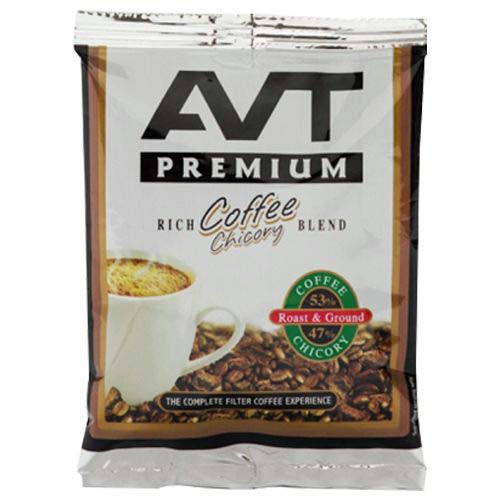 AVT
PREMIUM
RICH Coffee BLEND
Chicory
COFFEE
53%
Roast & Ground
47%
CHICORY
THE COMPLETE FILTER COFFEE EXPERIENCE